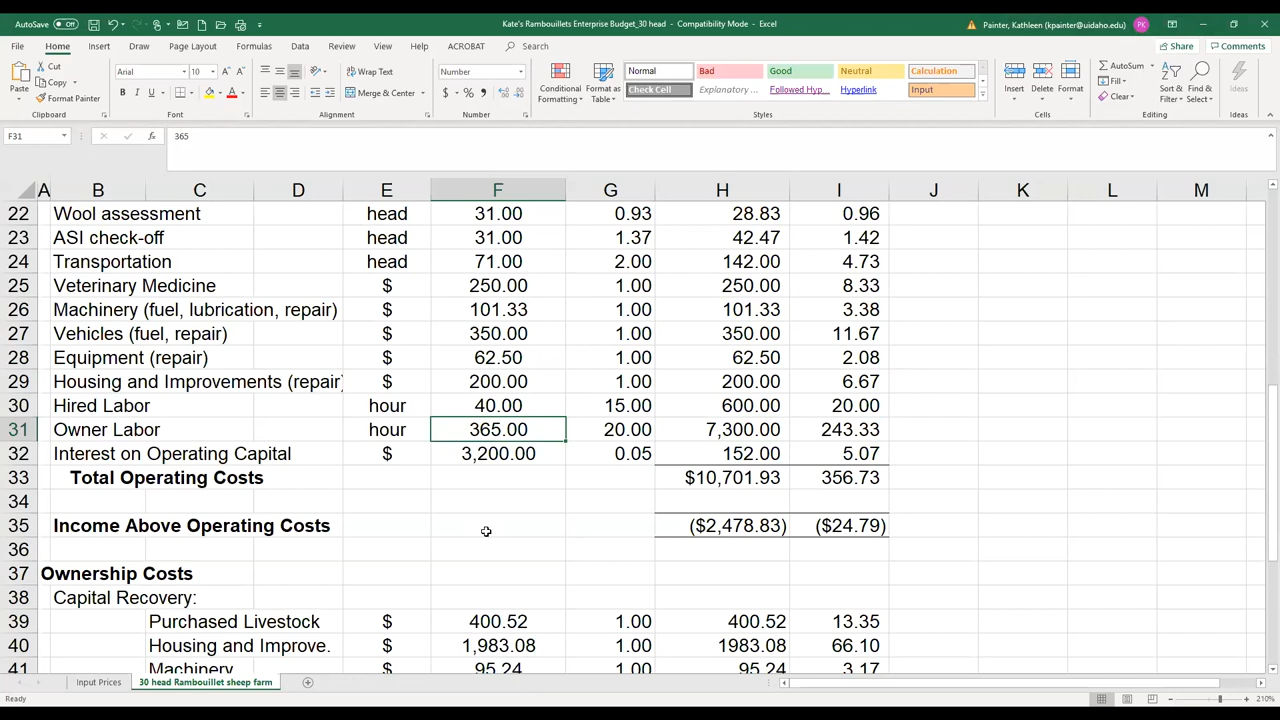 AutoSave Off Kate's Rambouillets Enterprise Budget_30 head - Compatibility Mode - Excel Painter, Kathleen (kpainter@uidaho.edu) PK
File Home Insert Draw Page Layout Formulas Data Review View Help ACROBAT Search Share Comments
Paste Cut Copy Format Painter Clipboard
Arial 10 B I U Font
Wrap Text Merge & Center Alignment
Number $ % Number
Conditional Formatting Format as Table
Normal Bad Good Neutral Calculation
Check Cell Explanatory ... Followed Hyp... Hyperlink Input
Styles
Insert Delete Format Cells
AutoSum Fill Clear Sort & Filter Find & Select Editing
Ideas Ideas
F31 fx 365
A B C D E F G H I J K L M
22 Wool assessment head 31.00 0.93 28.83 0.96
23 ASI check-off head 31.00 1.37 42.47 1.42
24 Transportation head 71.00 2.00 142.00 4.73
25 Veterinary Medicine $ 250.00 1.00 250.00 8.33
26 Machinery (fuel, lubrication, repair) $ 101.33 1.00 101.33 3.38
27 Vehicles (fuel, repair) $ 350.00 1.00 350.00 11.67
28 Equipment (repair) $ 62.50 1.00 62.50 2.08
29 Housing and Improvements (repair) $ 200.00 1.00 200.00 6.67
30 Hired Labor hour 40.00 15.00 600.00 20.00
31 Owner Labor hour 365.00 20.00 7,300.00 243.33
32 Interest on Operating Capital $ 3,200.00 0.05 152.00 5.07
33 Total Operating Costs $10,701.93 356.73
34
35 Income Above Operating Costs ($2,478.83) ($24.79)
36
37 Ownership Costs
38 Capital Recovery:
39 Purchased Livestock $ 400.52 1.00 400.52 13.35
40 Housing and Improve. $ 1,983.08 1.00 1983.08 66.10
41 Machinery $ 95.24 1.00 95.24 3.17
Input Prices 30 head Rambouillet sheep farm
Ready 210%